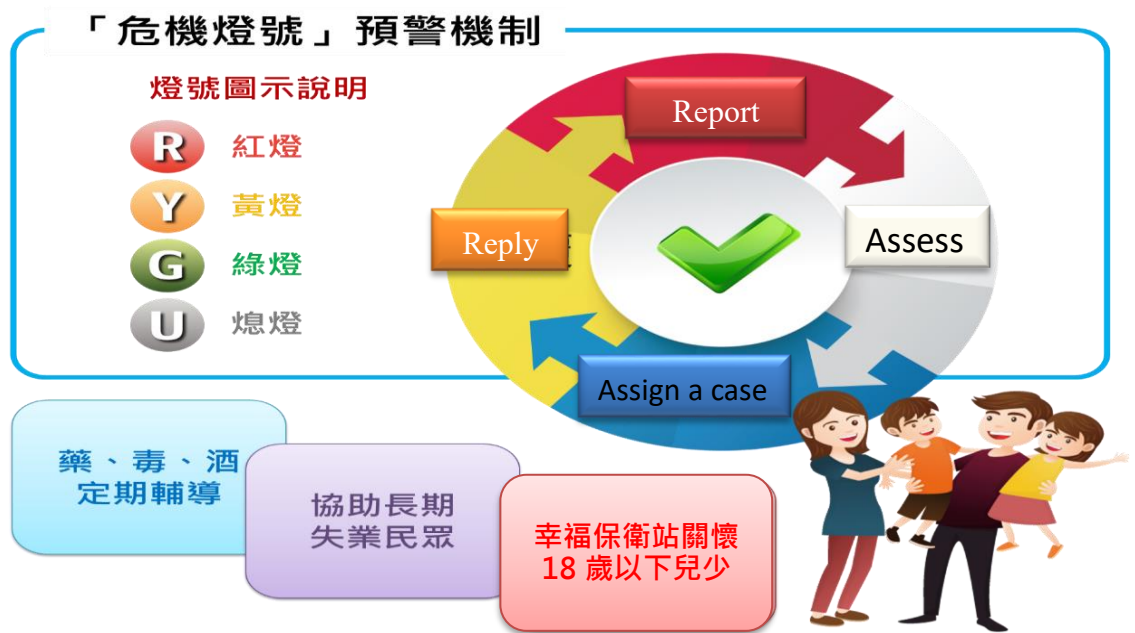 「危機燈號」預警機制
燈號圖示說明
R 紅燈
Y 黃燈
G 綠燈
U 熄燈
Report
Assess
Assign a case
Reply
藥、毒、酒
定期輔導
協助長期
失業民眾
幸福保衛站關懷
18 歲以下兒少